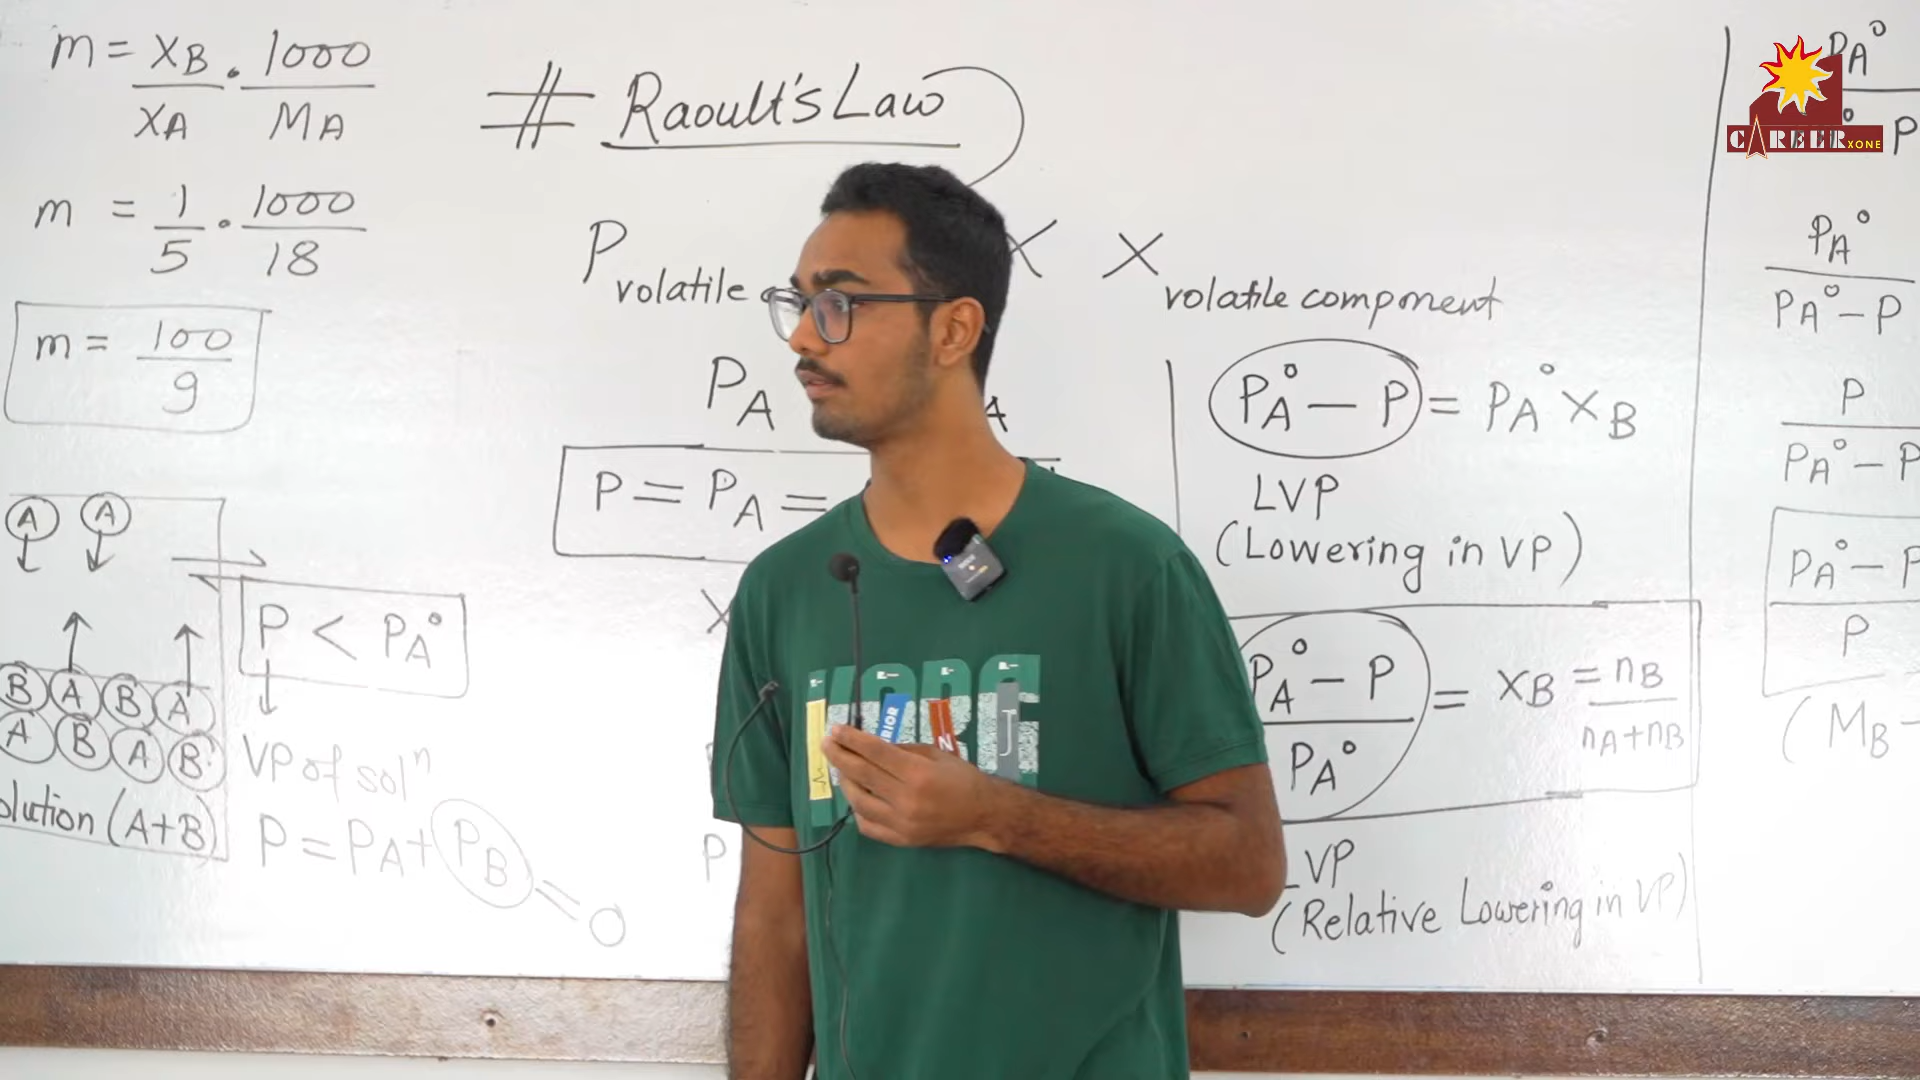 m = XB/XA . 1000/MA
m = 1/5 . 1000/18
m = 100/9
A A
B A B A
A B A B
olution (A+B)
P < PA°
VP of solⁿ
P = PA + PB = 0
# Raoult's Law
P volatile X X volatile component
PA A
P = PA =
P
PA° – P = PA° XB
LVP
(Lowering in VP)
PA° – P / PA° = XB = nB / nA+nB
LVP
(Relative Lowering in VP)
PA°
P
PA° / PA° – P
P / PA° – P
PA° – P / P
(MB –
CAREER XONE